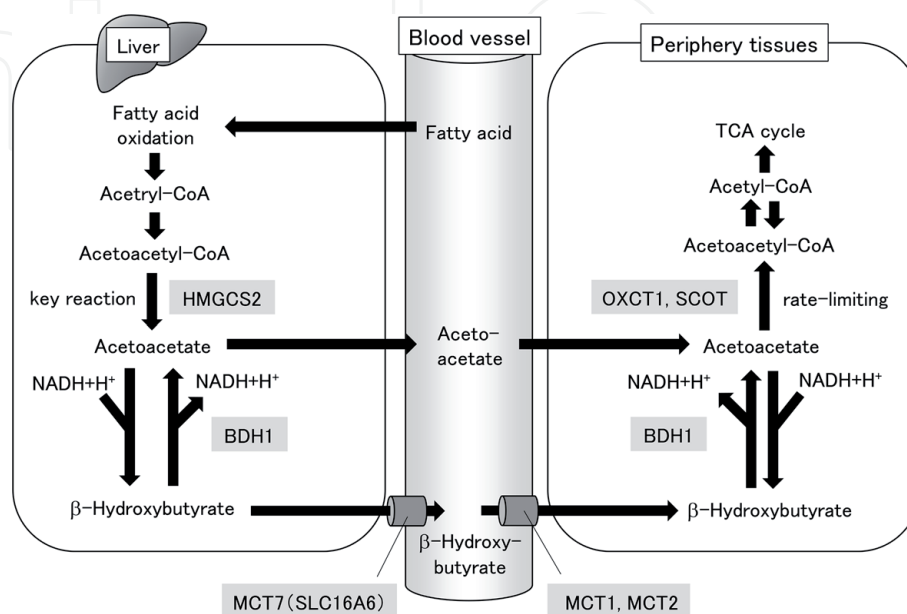 Liver
Blood vessel
Periphery tissues
Fatty acid
oxidation
Fatty acid
TCA cycle
Acetryl-CoA
Acetyl-CoA
Acetoacetyl-CoA
Acetoacetyl-CoA
key reaction
HMGCS2
OXCT1, SCOT
rate-limiting
Acetoacetate
Aceto-
acetate
Acetoacetate
NADH+H⁺
NADH+H⁺
NADH+H⁺
NADH+H⁺
BDH1
BDH1
β-Hydroxybutyrate
β-Hydroxy-
butyrate
β-Hydroxybutyrate
MCT7(SLC16A6)
MCT1, MCT2